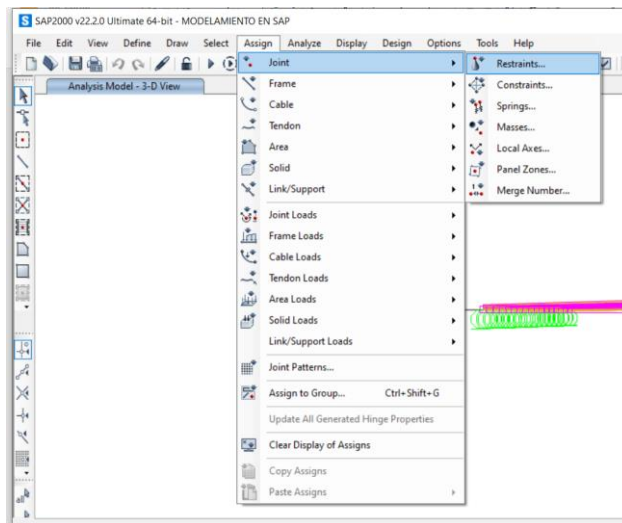 SAP2000 v22.2.0 Ultimate 64-bit - MODELAMIENTO EN SAP
File Edit View Define Draw Select Assign Analyze Display Design Options Tools Help
Analysis Model - 3-D View
Joint
Frame
Cable
Tendon
Area
Solid
Link/Support
Joint Loads
Frame Loads
Cable Loads
Tendon Loads
Area Loads
Solid Loads
Link/Support Loads
Joint Patterns...
Assign to Group... Ctrl+Shift+G
Update All Generated Hinge Properties
Clear Display of Assigns
Copy Assigns
Paste Assigns
Restraints...
Constraints...
Springs...
Masses...
Local Axes...
Panel Zones...
Merge Number...